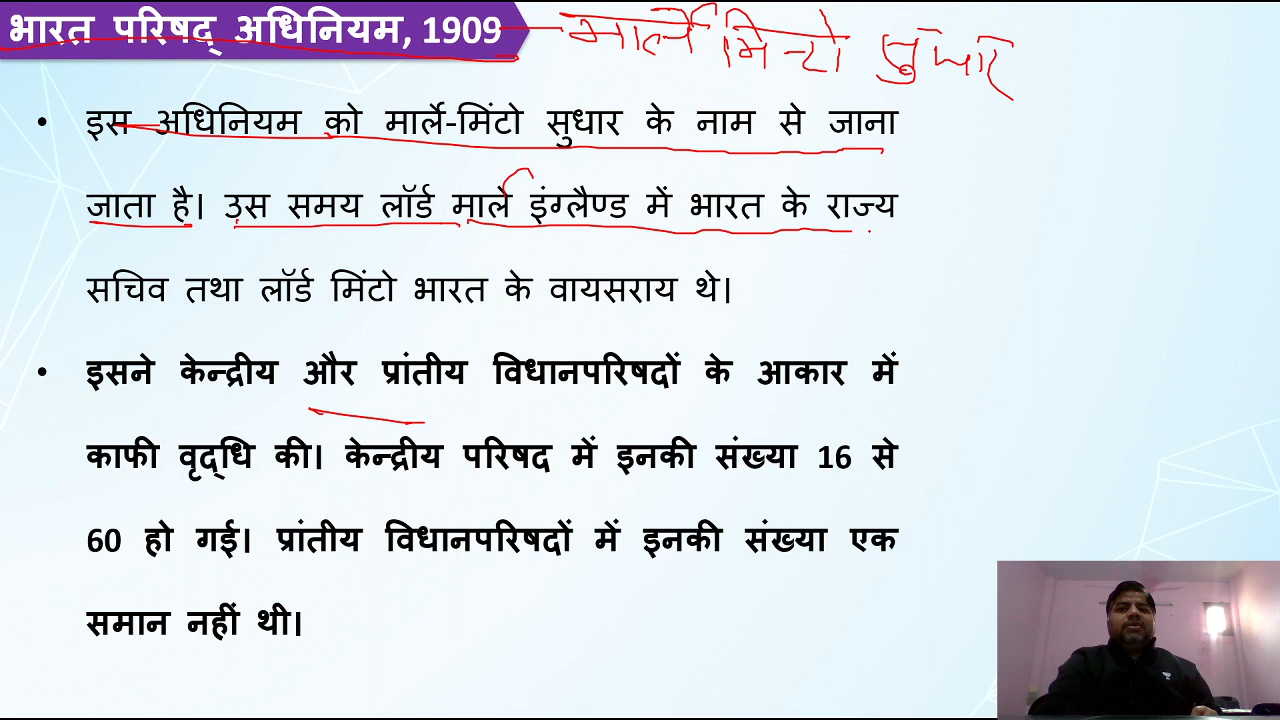 भारत परिषद् अधिनियम, 1909
मार्ले मिन्टो सुधार
• इस अधिनियम को मार्ले-मिंटो सुधार के नाम से जाना
जाता है। उस समय लॉर्ड मार्ले इंग्लैण्ड में भारत के राज्य
सचिव तथा लॉर्ड मिंटो भारत के वायसराय थे।
• इसने केन्द्रीय और प्रांतीय विधानपरिषदों के आकार में
काफी वृद्धि की। केन्द्रीय परिषद में इनकी संख्या 16 से
60 हो गई। प्रांतीय विधानपरिषदों में इनकी संख्या एक
समान नहीं थी।